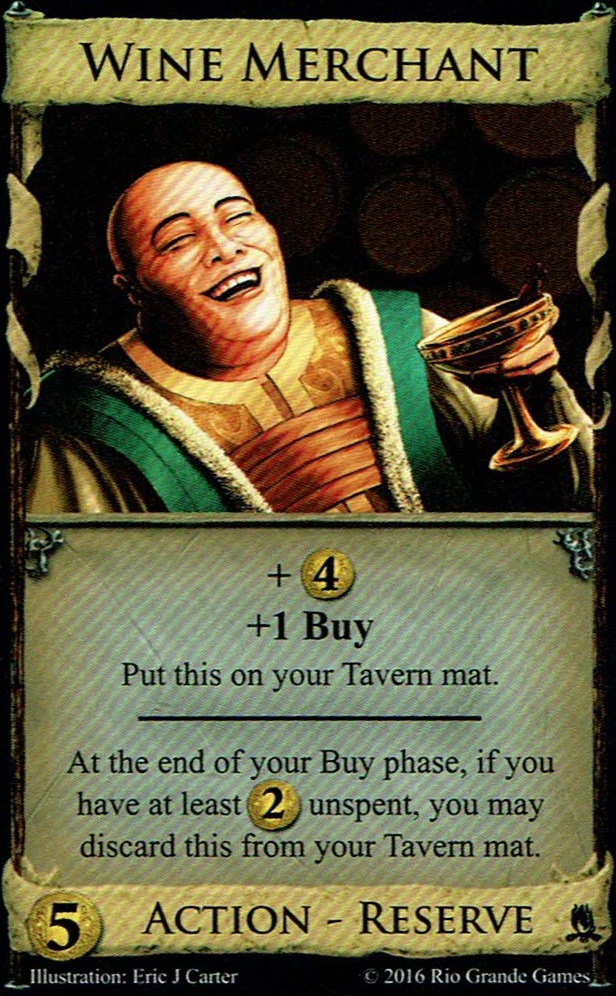 WINE MERCHANT
+ 4
+1 Buy
Put this on your Tavern mat.
At the end of your Buy phase, if you
have at least 2 unspent, you may
discard this from your Tavern mat.
5 ACTION - RESERVE
Illustration: Eric J Carter © 2016 Rio Grande Games